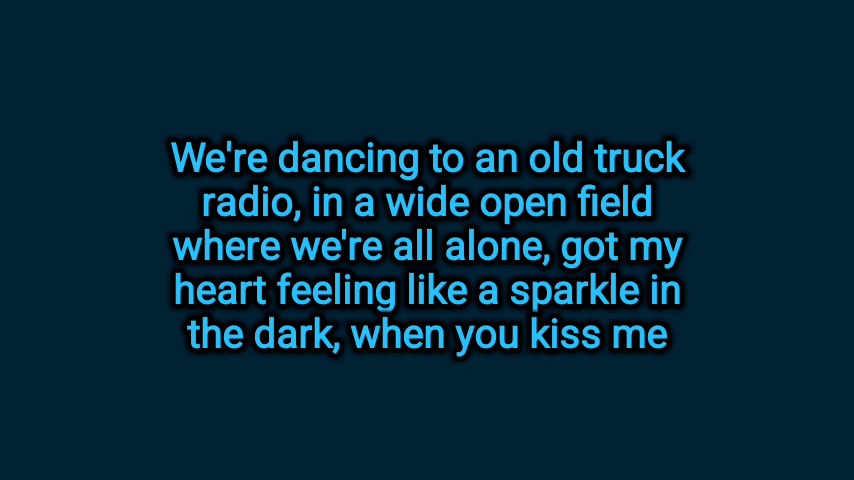 We're dancing to an old truck
radio, in a wide open field
where we're all alone, got my
heart feeling like a sparkle in
the dark, when you kiss me